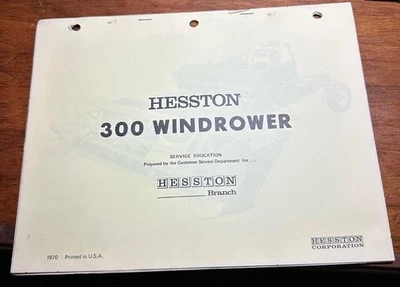 HESSTON
300 WINDROWER
SERVICE EDUCATION
Prepared by the Customer Service Department for...
HESSTON
Branch
HESSTON
CORPORATION
1970 Printed in U.S.A.